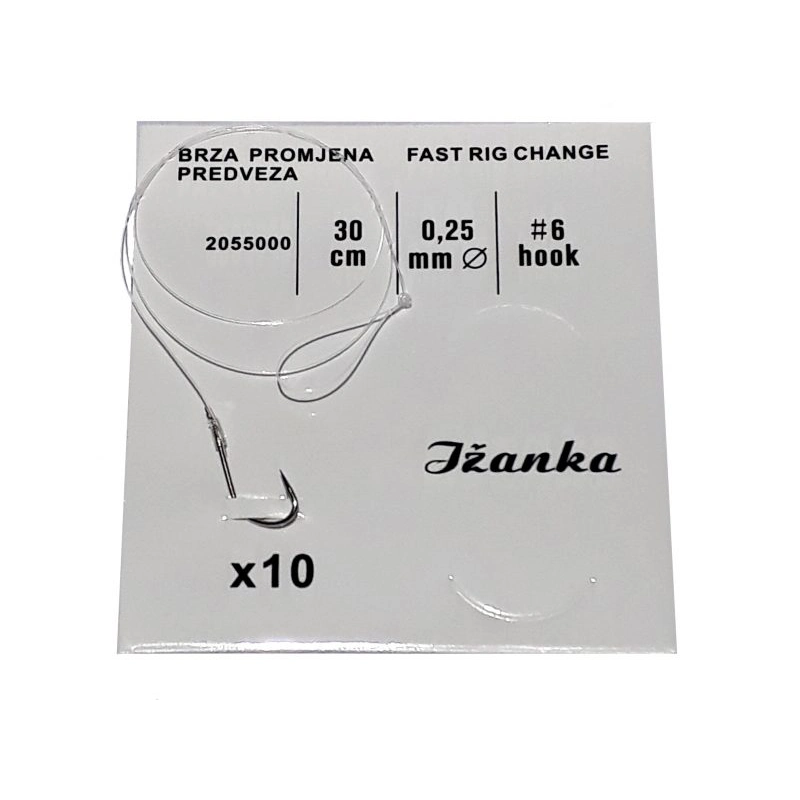 BRZA PROMJENA FAST RIG CHANGE
PREDVEZA
2055000
30
cm
0,25
mm Ø
#6
hook
Ižanka
x10